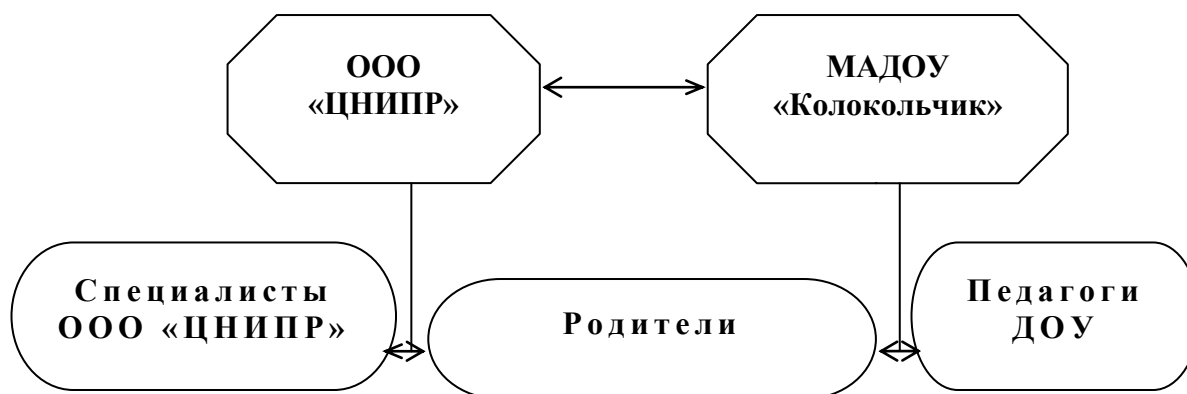 ООО
«ЦНИПР»
МАДОУ
«Колокольчик»
Специалисты
ООО «ЦНИПР»
Родители
Педагоги
ДОУ